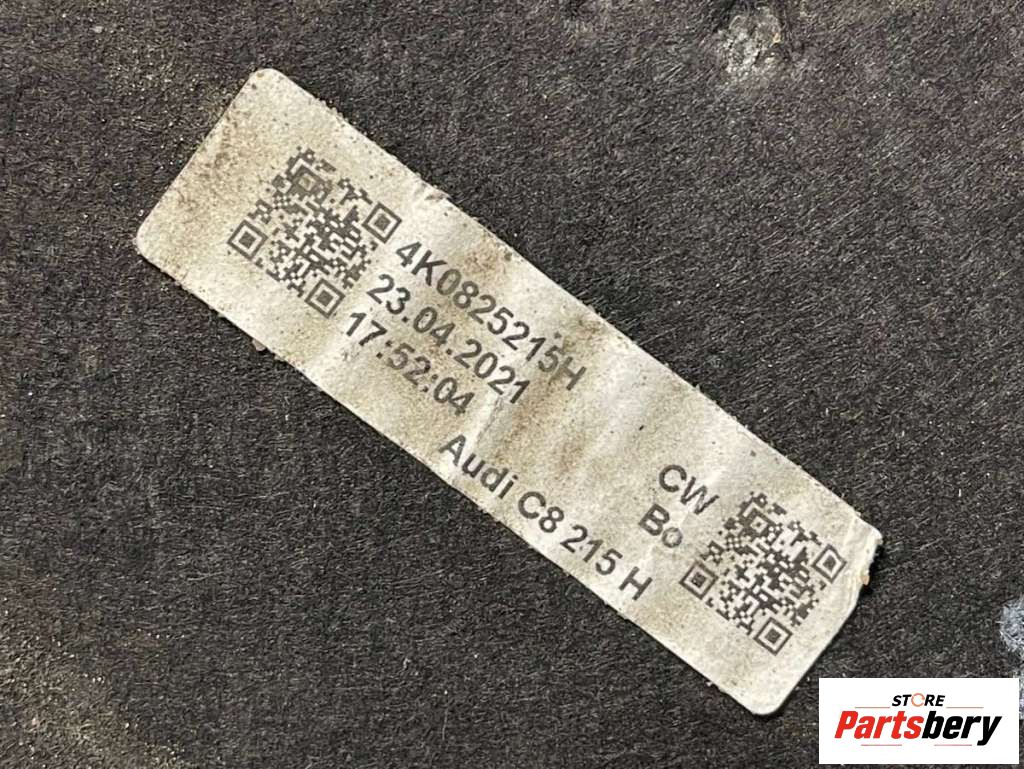 4K0825215H
23.04.2021
17:52:04
Audi C8 215 H
CW
Bo
STORE
Partsbery